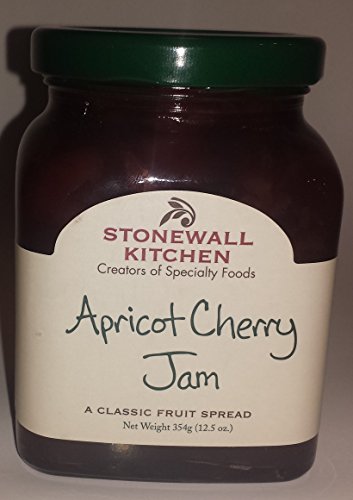 STONEWALL
KITCHEN
Creators of Specialty Foods
Apricot Cherry
Jam
A CLASSIC FRUIT SPREAD
Net Weight 354g (12.5 oz.)